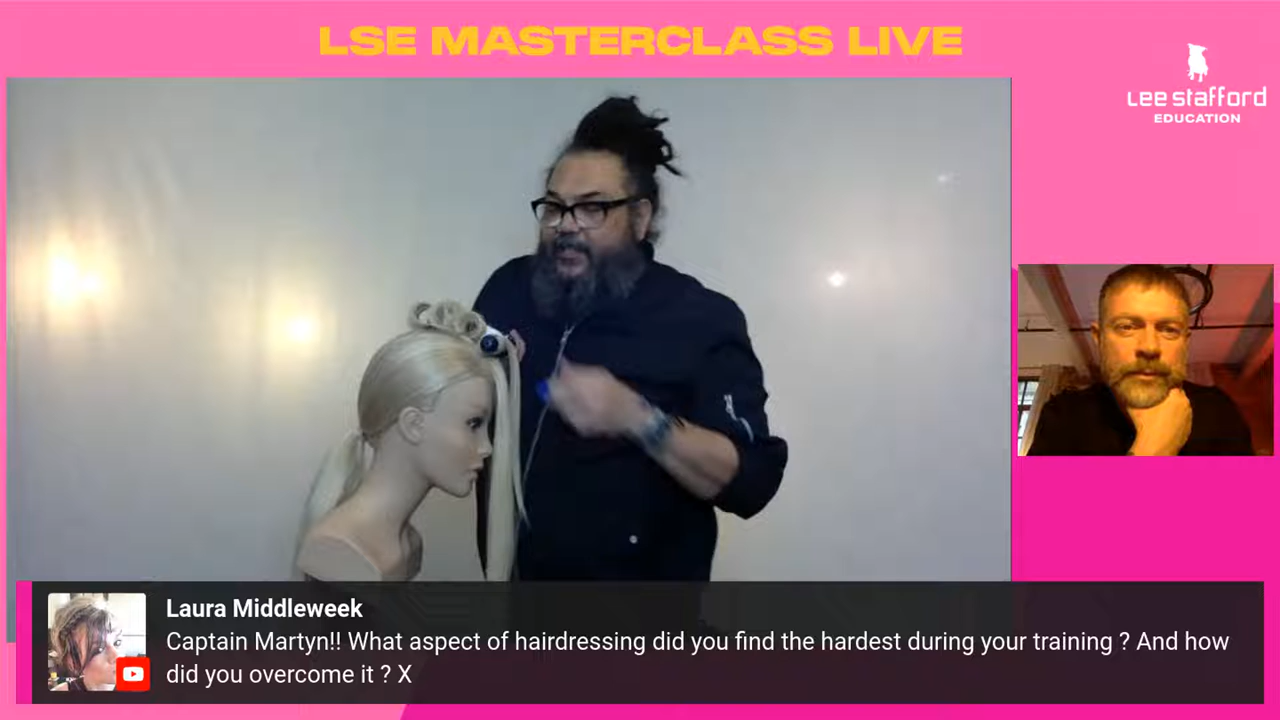 LSE MASTERCLASS LIVE
Lee stafford
EDUCATION
Laura Middleweek
Captain Martyn!! What aspect of hairdressing did you find the hardest during your training ? And how
did you overcome it ? X